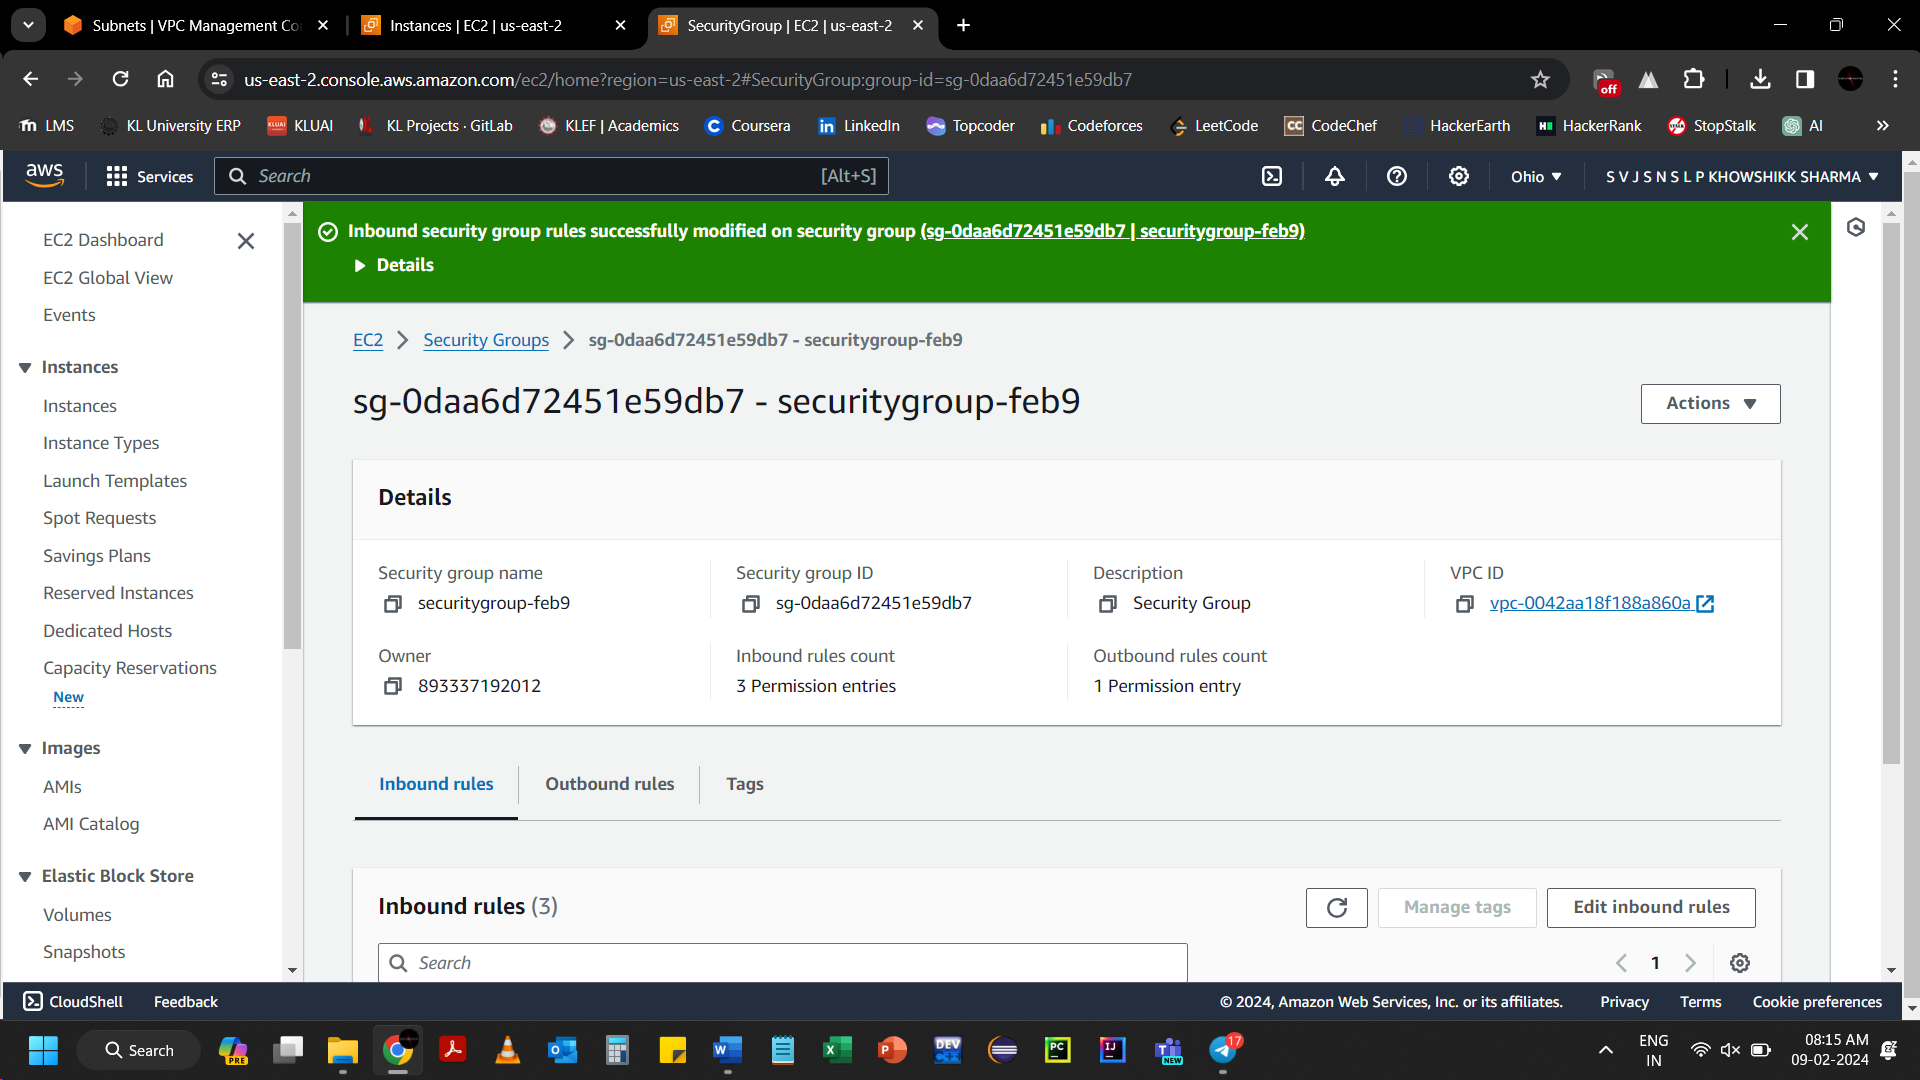 Subnets | VPC Management Co
Instances | EC2 | us-east-2
SecurityGroup | EC2 | us-east-2
us-east-2.console.aws.amazon.com/ec2/home?region=us-east-2#SecurityGroup:group-id=sg-0daa6d72451e59db7
off
LMS
KL University ERP
KLUAI
KL Projects · GitLab
KLEF | Academics
Coursera
LinkedIn
Topcoder
Codeforces
LeetCode
CodeChef
HackerEarth
HackerRank
StopStalk
AI
aws
Services
Search
[Alt+S]
Ohio
S V J S N S L P KHOWSHIKK SHARMA
EC2 Dashboard
EC2 Global View
Events
Instances
Instances
Instance Types
Launch Templates
Spot Requests
Savings Plans
Reserved Instances
Dedicated Hosts
Capacity Reservations
New
Images
AMIs
AMI Catalog
Elastic Block Store
Volumes
Snapshots
Inbound security group rules successfully modified on security group (sg-0daa6d72451e59db7 | securitygroup-feb9)
Details
EC2
Security Groups
sg-0daa6d72451e59db7 - securitygroup-feb9
sg-0daa6d72451e59db7 - securitygroup-feb9
Actions
Details
Security group name
securitygroup-feb9
Security group ID
sg-0daa6d72451e59db7
Description
Security Group
VPC ID
vpc-0042aa18f188a860a
Owner
893337192012
Inbound rules count
3 Permission entries
Outbound rules count
1 Permission entry
Inbound rules
Outbound rules
Tags
Inbound rules (3)
Manage tags
Edit inbound rules
Search
1
CloudShell
Feedback
© 2024, Amazon Web Services, Inc. or its affiliates.
Privacy
Terms
Cookie preferences
Search
PRE
DEV
PC
IJ
NEW
17
ENG
IN
08:15 AM
09-02-2024